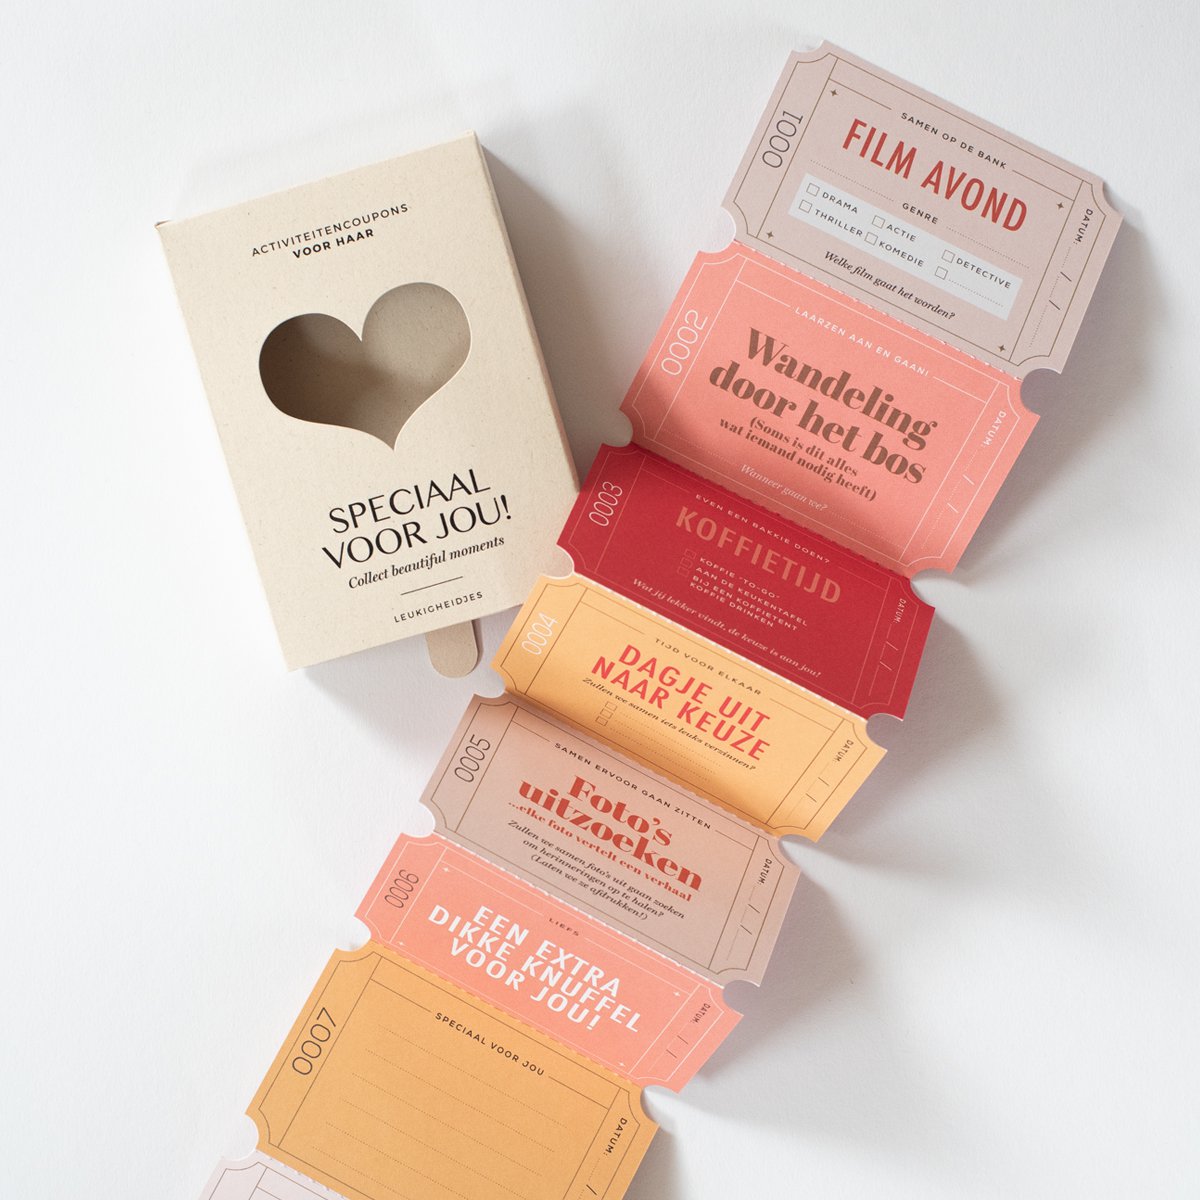 ACTIVITEITENCOUPONS
VOOR HAAR
SPECIAAL
VOOR JOU!
Collect beautiful moments
LEUKIGHEIDJES
0001
SAMEN OP DE BANK
FILM AVOND
GENRE
DRAMA
ACTIE
DETECTIVE
THRILLER
KOMEDIE
Welke film gaat het worden?
DATUM: / /
0002
LAARZEN AAN EN GAAN!
Wandeling
door het bos
(Soms is dit alles
wat iemand nodig heeft)
Wanneer gaan we?
DATUM: / /
0003
EVEN EEN BAKKIE DOEN?
KOFFIETIJD
KOFFIE "TO-GO"
AAN DE KEUKENTAFEL
BIJ EEN KOFFIETENT
KOFFIE DRINKEN
Wat jij lekker vindt, de keuze is aan jou!
DATUM: / /
0004
TIJD VOOR ELKAAR
DAGJE UIT
NAAR KEUZE
Zullen we samen iets leuks verzinnen?
DATUM: / /
0005
SAMEN ERVOOR GAAN ZITTEN
Foto's
uitzoeken
...elke foto vertelt een verhaal
Zullen we samen foto's uit gaan zoeken
om herinneringen op te halen?
(Laten we ze afdrukken!)
DATUM: / /
0006
LIEFS
EEN EXTRA
DIKKE KNUFFEL
VOOR JOU!
DATUM: / /
0007
SPECIAAL VOOR JOU
DATUM: / /